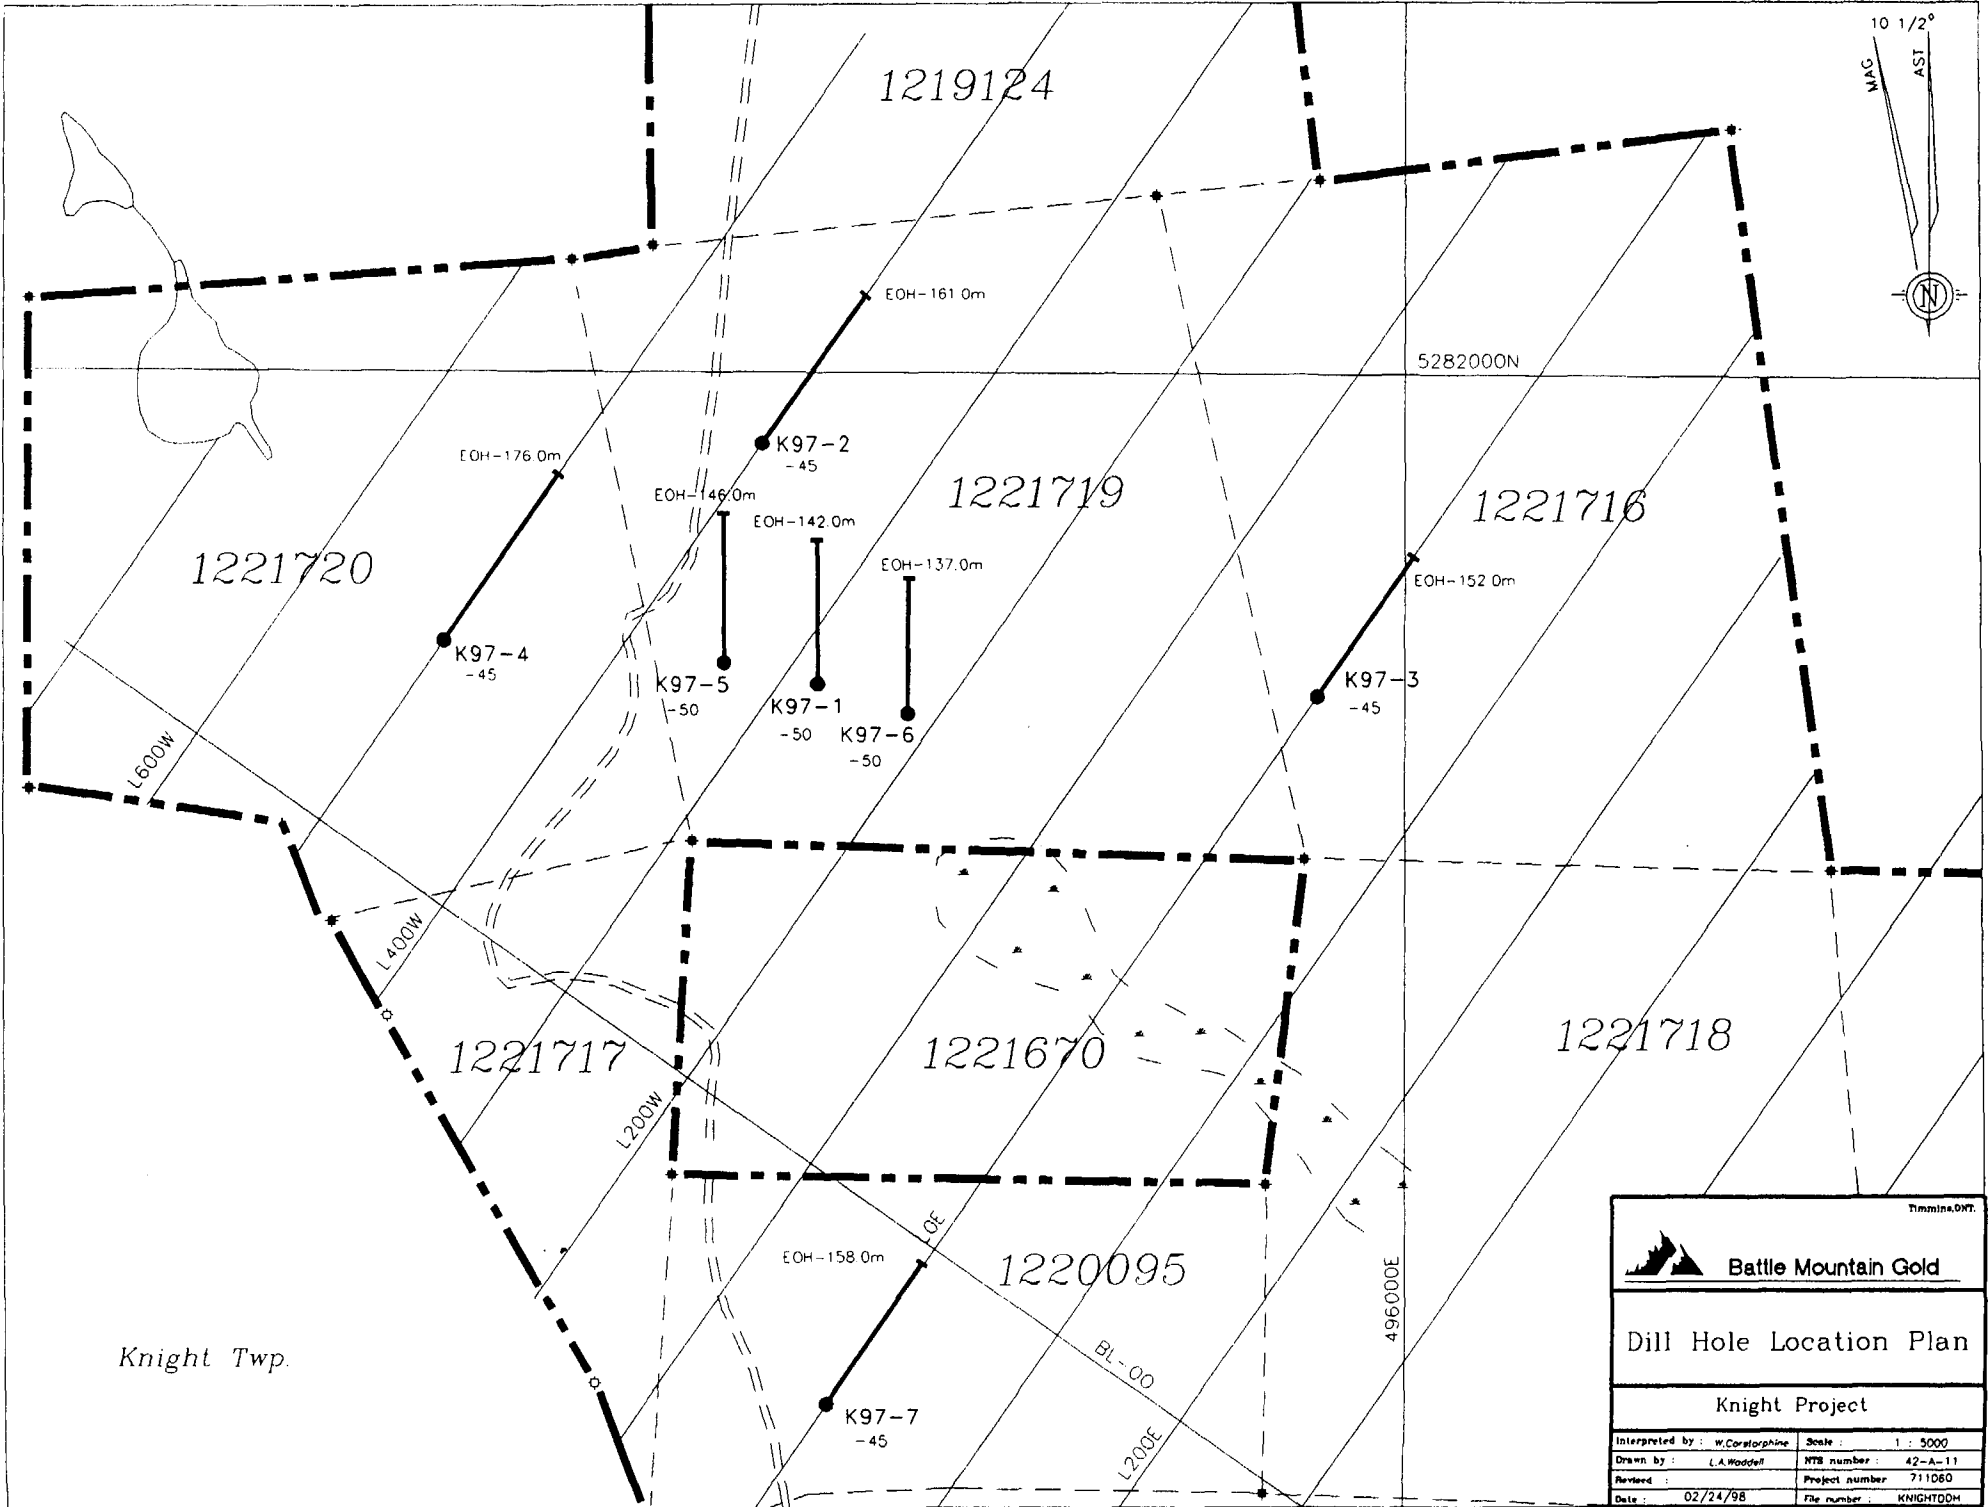 10 1/2°
MAG
AST
N
1219124
EOH-161.0m
5282000N
K97-2
-45
EOH-176.0m
EOH-146.0m
EOH-142.0m
EOH-137.0m
1221719
1221716
1221720
EOH-152.0m
K97-4
-45
K97-5
-50
K97-1
-50
K97-6
-50
K97-3
-45
L600W
L400W
1221717
1221670
1221718
L200W
L0E
EOH-158.0m
1220095
496000E
BL-00
Knight Twp.
K97-7
-45
L200E
Timmins,ONT.
Battle Mountain Gold
Dill Hole Location Plan
Knight Project
Interpreted by : W.Corstorphine
Scale : 1 : 5000
Drawn by : L.A.Waddell
NTS number : 42-A-11
Revised :
Project number 711060
Date : 02/24/98
File number : KNIGHTDDH